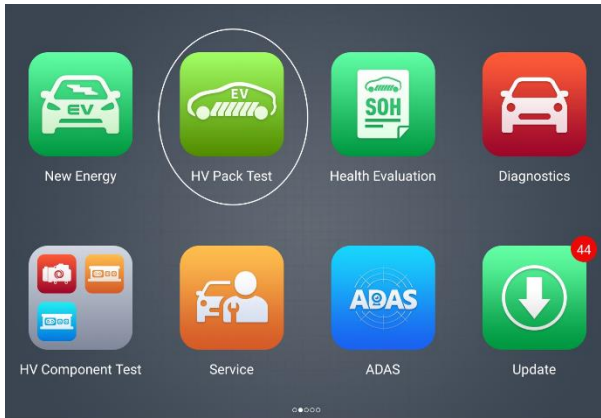 EV
EV
SOH
New Energy
HV Pack Test
Health Evaluation
Diagnostics
44
ADAS
HV Component Test
Service
ADAS
Update